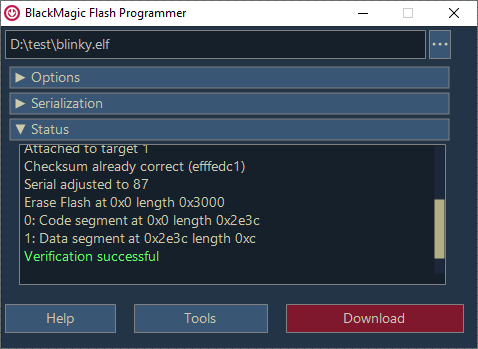 BlackMagic Flash Programmer
D:\test\blinky.elf
Options
Serialization
Status
Attached to target 1
Checksum already correct (efffedc1)
Serial adjusted to 87
Erase Flash at 0x0 length 0x3000
0: Code segment at 0x0 length 0x2e3c
1: Data segment at 0x2e3c length 0xc
Verification successful
Help Tools Download